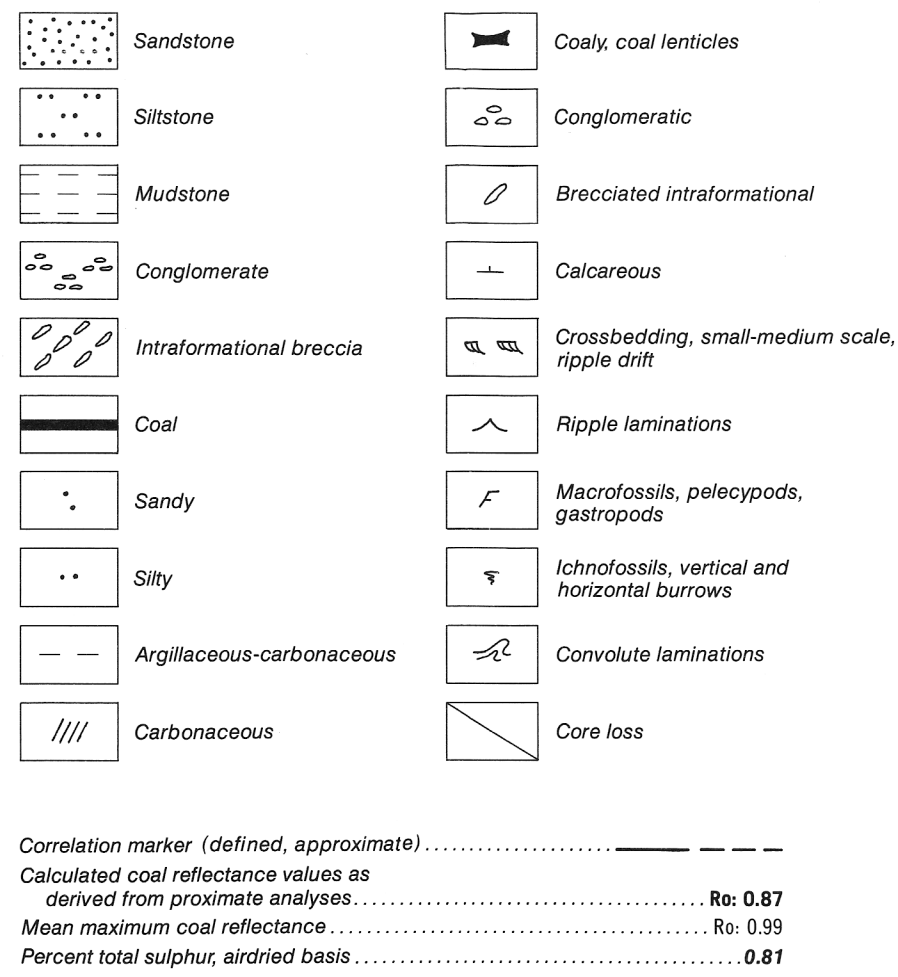 Sandstone
Siltstone
Mudstone
Conglomerate
Intraformational breccia
Coal
Sandy
Silty
Argillaceous-carbonaceous
Carbonaceous
Coaly, coal lenticles
Conglomeratic
Brecciated intraformational
Calcareous
Crossbedding, small-medium scale,
ripple drift
Ripple laminations
Macrofossils, pelecypods,
gastropods
Ichnofossils, vertical and
horizontal burrows
Convolute laminations
Core loss
Correlation marker (defined, approximate)
Calculated coal reflectance values as
derived from proximate analyses Ro: 0.87
Mean maximum coal reflectance Ro: 0.99
Percent total sulphur, airdried basis 0.81